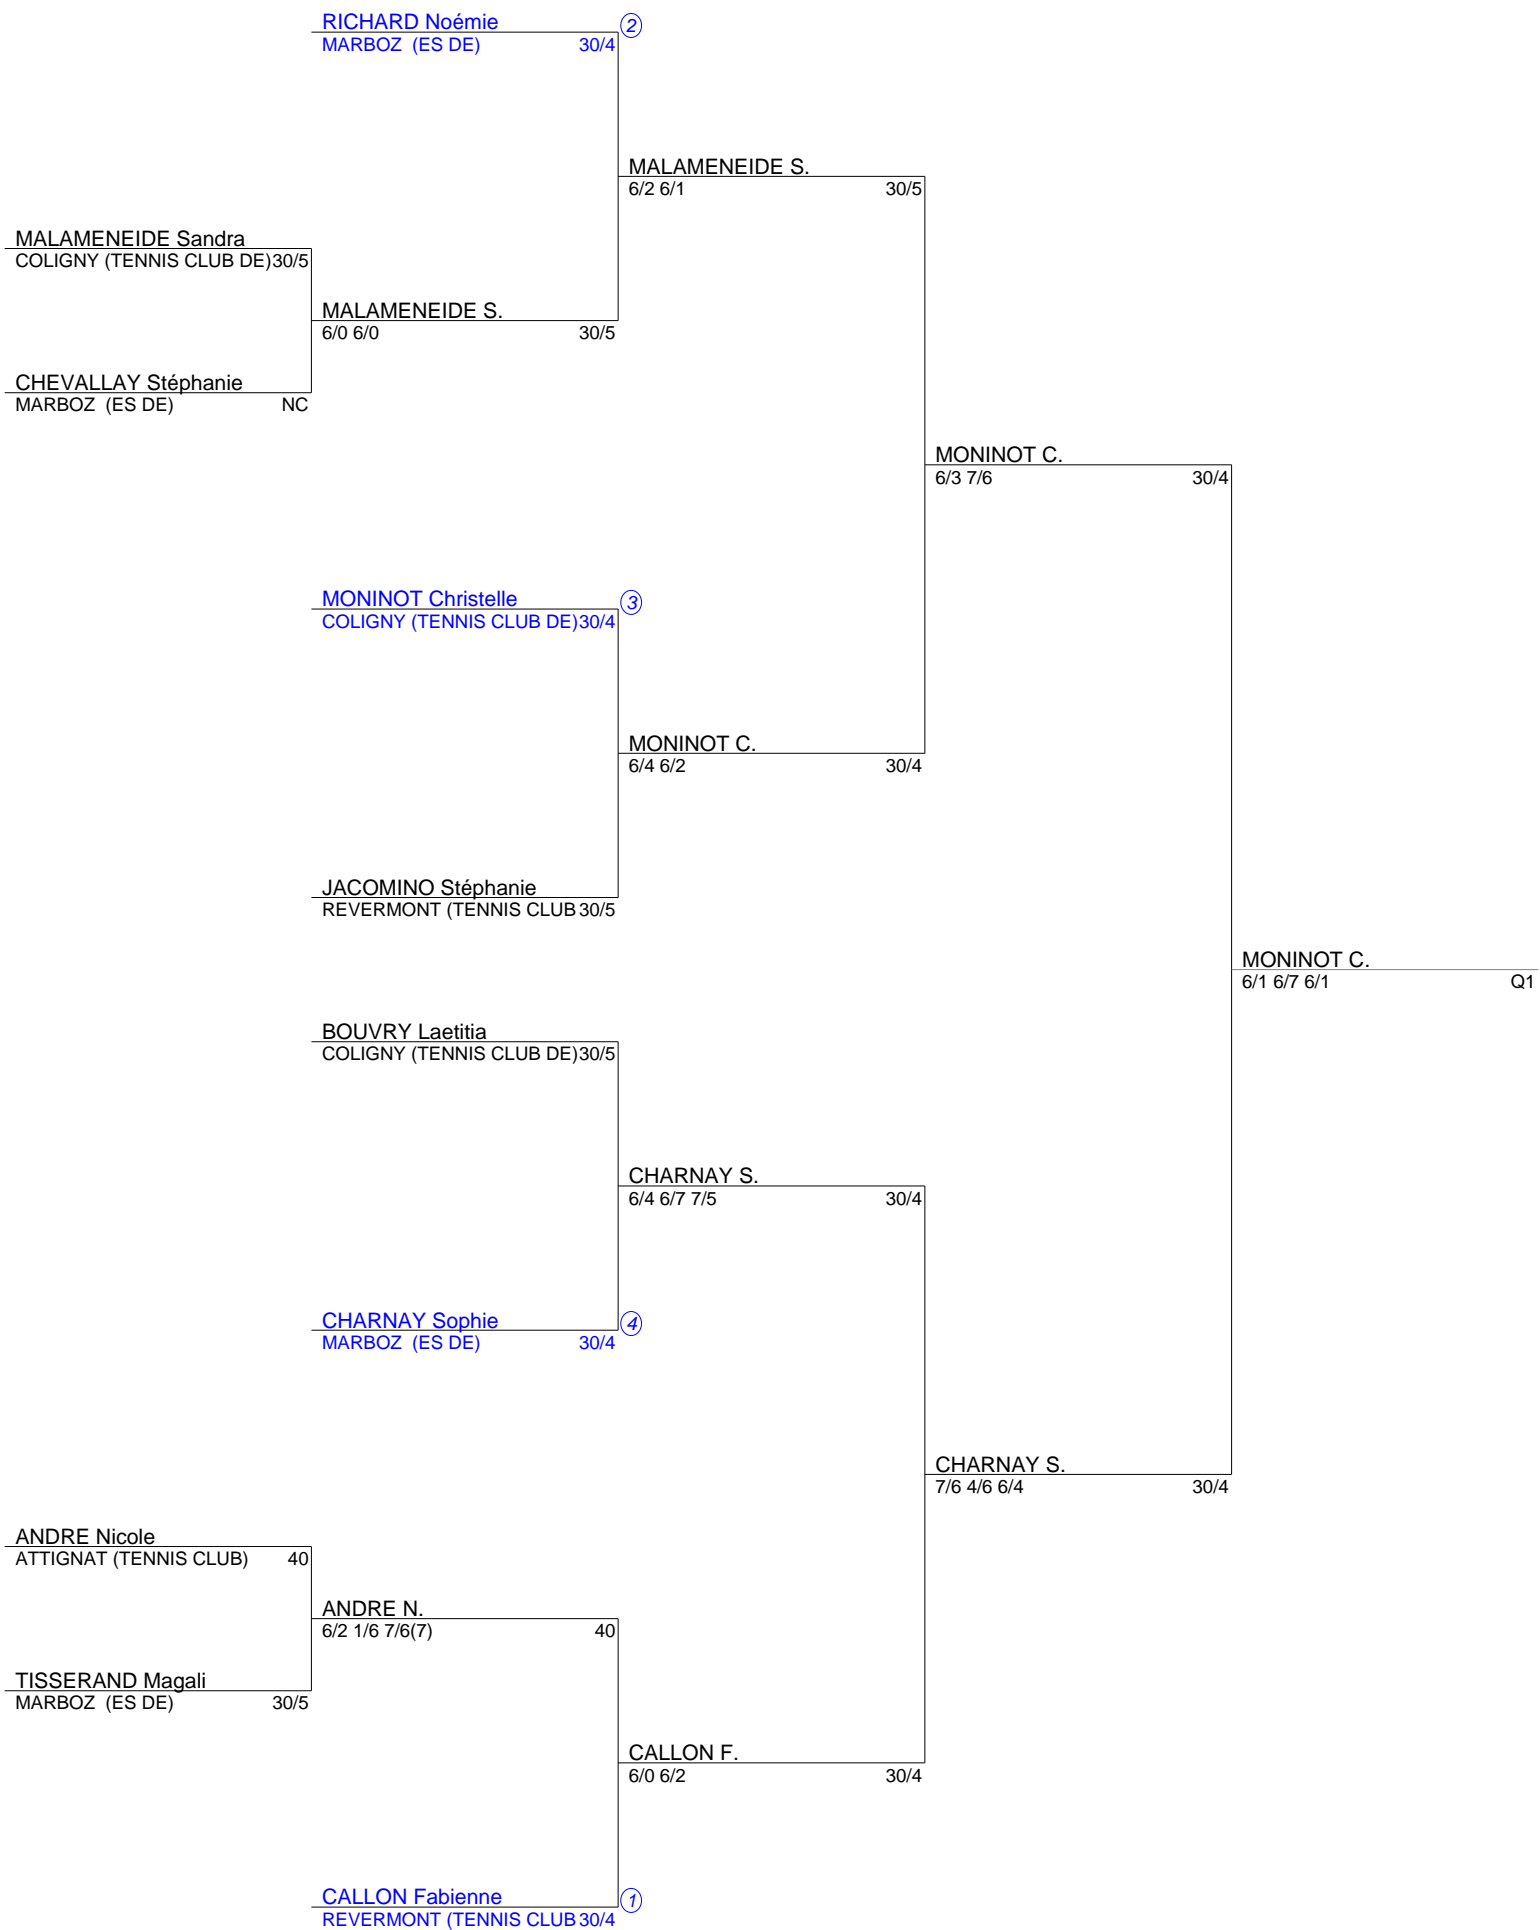 RICHARD Noémie 2
MARBOZ (ES DE) 30/4
MALAMENEIDE S.
6/2 6/1 30/5
MALAMENEIDE Sandra
COLIGNY (TENNIS CLUB DE) 30/5
MALAMENEIDE S.
6/0 6/0 30/5
CHEVALLAY Stéphanie
MARBOZ (ES DE) NC
MONINOT C.
6/3 7/6 30/4
MONINOT Christelle 3
COLIGNY (TENNIS CLUB DE) 30/4
MONINOT C.
6/4 6/2 30/4
JACOMINO Stéphanie
REVERMONT (TENNIS CLUB 30/5
MONINOT C.
6/1 6/7 6/1 Q1
BOUVRY Laetitia
COLIGNY (TENNIS CLUB DE) 30/5
CHARNAY S.
6/4 6/7 7/5 30/4
CHARNAY Sophie 4
MARBOZ (ES DE) 30/4
CHARNAY S.
7/6 4/6 6/4 30/4
ANDRE Nicole
ATTIGNAT (TENNIS CLUB) 40
ANDRE N.
6/2 1/6 7/6(7) 40
TISSERAND Magali
MARBOZ (ES DE) 30/5
CALLON F.
6/0 6/2 30/4
CALLON Fabienne 1
REVERMONT (TENNIS CLUB 30/4